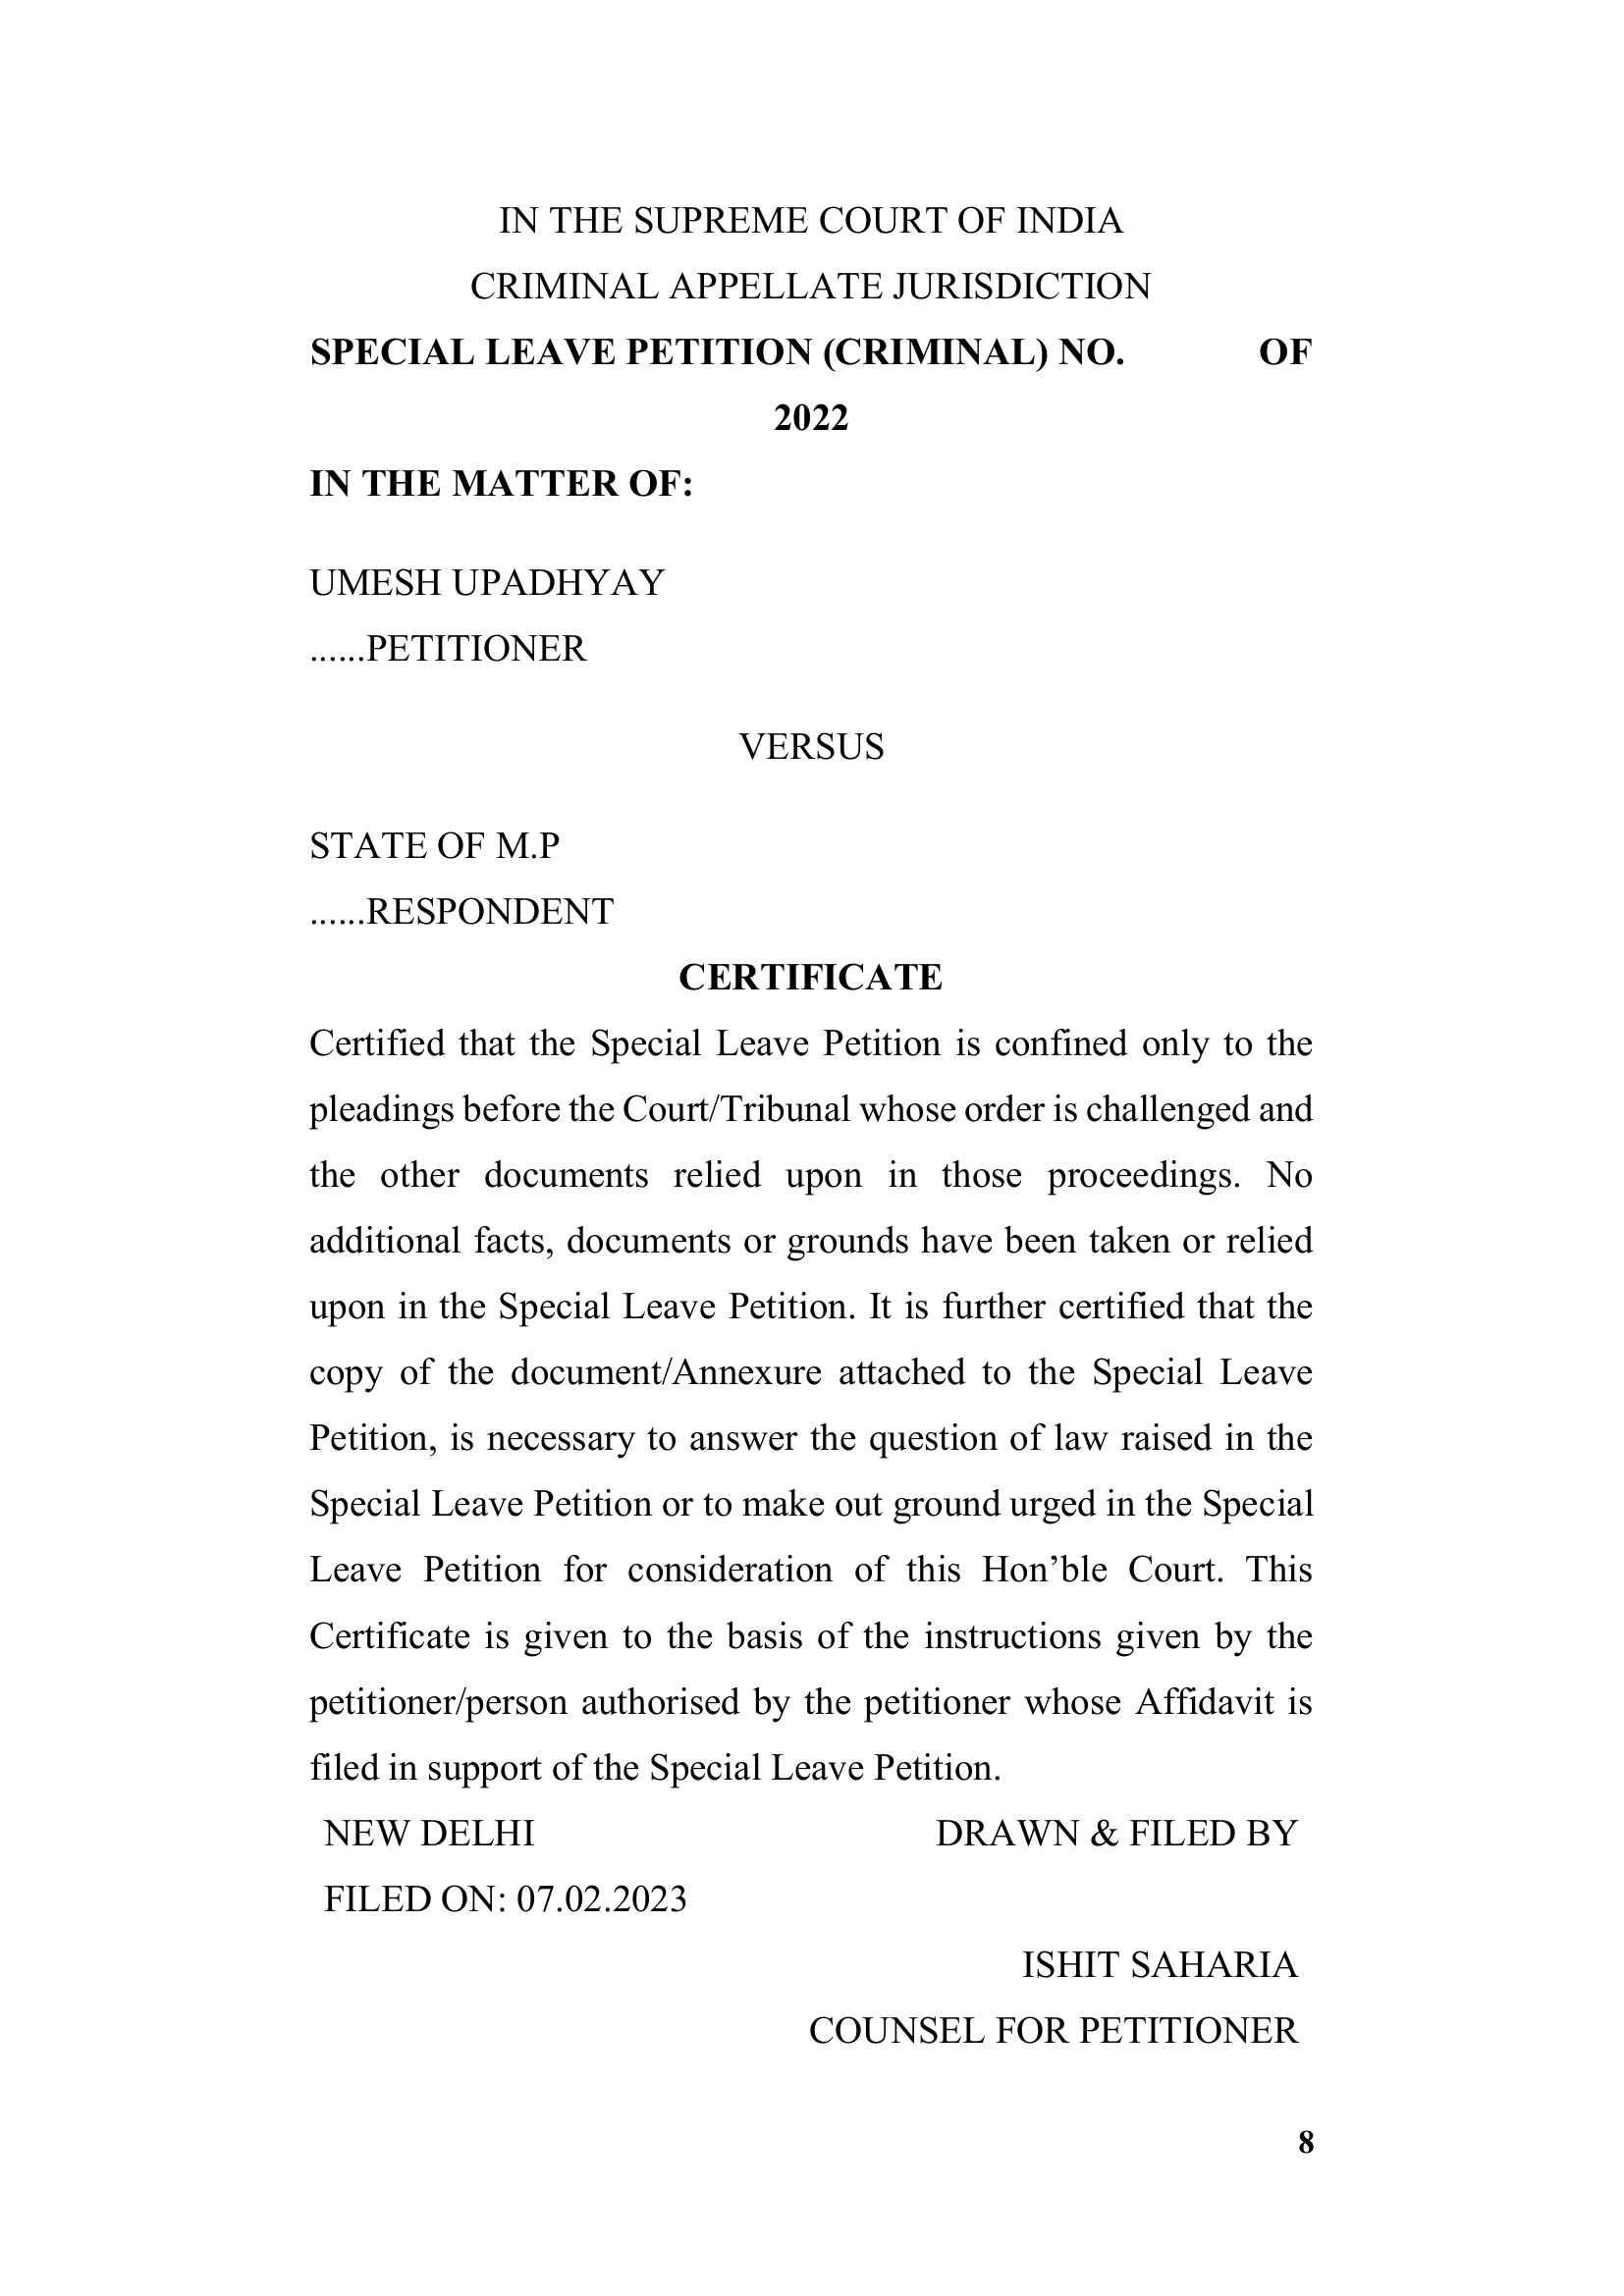 IN THE SUPREME COURT OF INDIA
CRIMINAL APPELLATE JURISDICTION
SPECIAL LEAVE PETITION (CRIMINAL) NO. OF
2022
IN THE MATTER OF:
UMESH UPADHYAY
......PETITIONER
VERSUS
STATE OF M.P
......RESPONDENT
CERTIFICATE
Certified that the Special Leave Petition is confined only to the
pleadings before the Court/Tribunal whose order is challenged and
the other documents relied upon in those proceedings. No
additional facts, documents or grounds have been taken or relied
upon in the Special Leave Petition. It is further certified that the
copy of the document/Annexure attached to the Special Leave
Petition, is necessary to answer the question of law raised in the
Special Leave Petition or to make out ground urged in the Special
Leave Petition for consideration of this Hon’ble Court. This
Certificate is given to the basis of the instructions given by the
petitioner/person authorised by the petitioner whose Affidavit is
filed in support of the Special Leave Petition.
NEW DELHI DRAWN & FILED BY
FILED ON: 07.02.2023
ISHIT SAHARIA
COUNSEL FOR PETITIONER
8